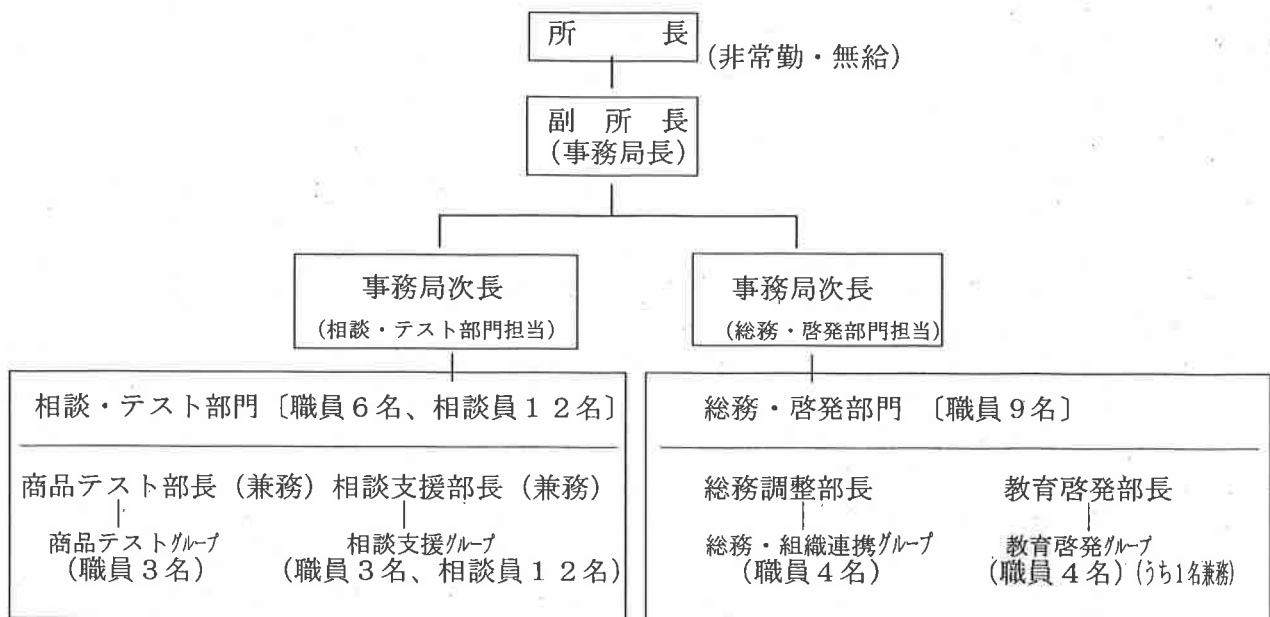 所　　　長
(非常勤・無給)
副　所　長
(事務局長)
事務局次長
(相談・テスト部門担当)
事務局次長
(総務・啓発部門担当)
相談・テスト部門〔職員６名、相談員１２名〕
商品テスト部長（兼務）相談支援部長（兼務）
商品テストグループ
(職員３名)
相談支援グループ
(職員３名、相談員１２名)
総務・啓発部門　〔職員９名〕
総務調整部長
教育啓発部長
総務・組織連携グループ
(職員４名)
教育啓発グループ
(職員４名)(うち1名兼務)